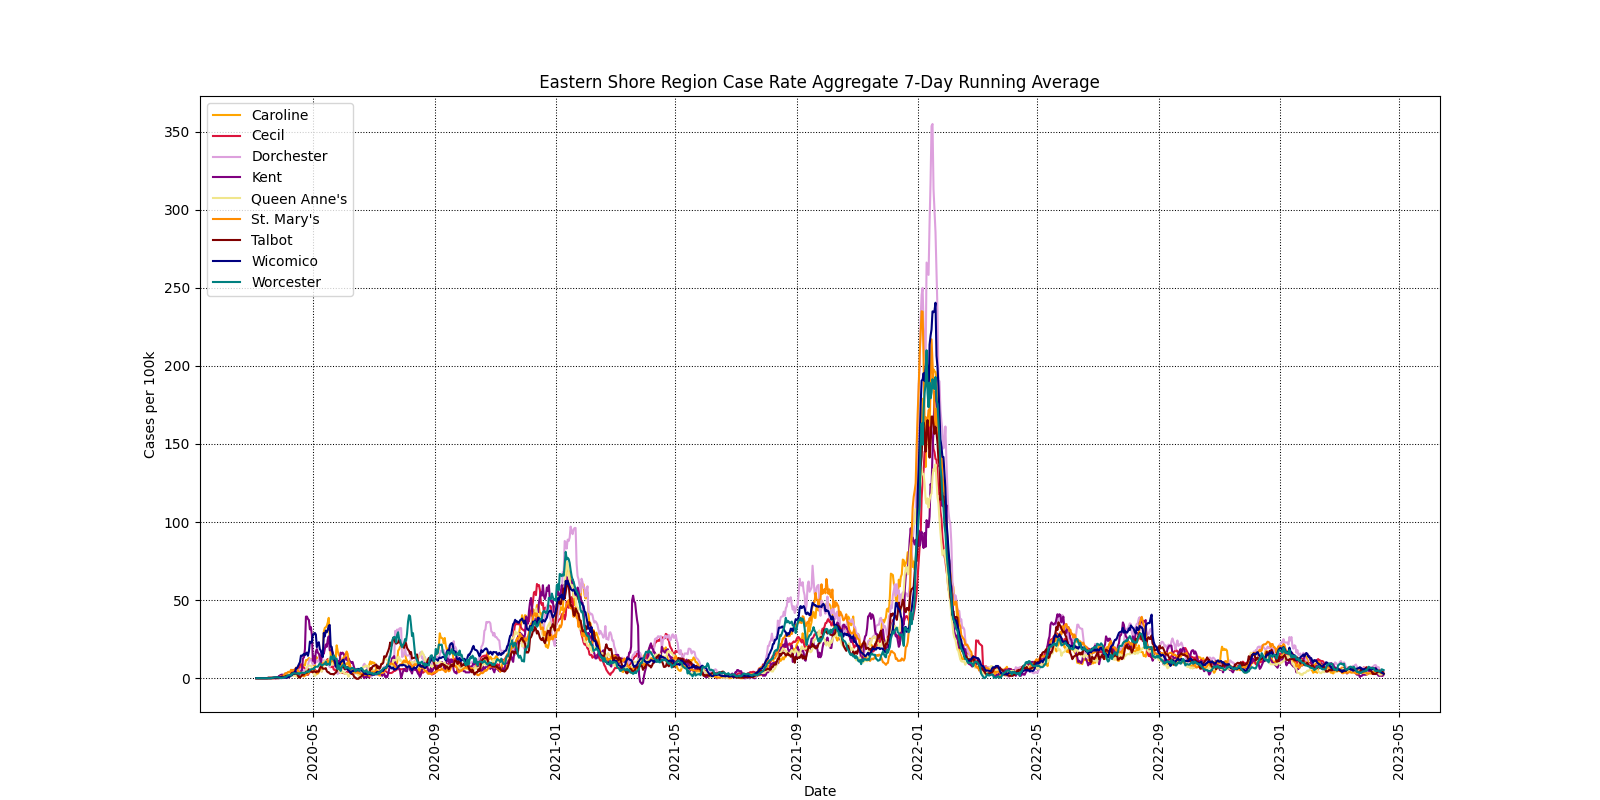 Eastern Shore Region Case Rate Aggregate 7-Day Running Average
Caroline
Cecil
Dorchester
Kent
Queen Anne's
St. Mary's
Talbot
Wicomico
Worcester
350
300
250
200
150
100
50
0
Cases per 100k
2020-05
2020-09
2021-01
2021-05
2021-09
2022-01
2022-05
2022-09
2023-01
2023-05
Date